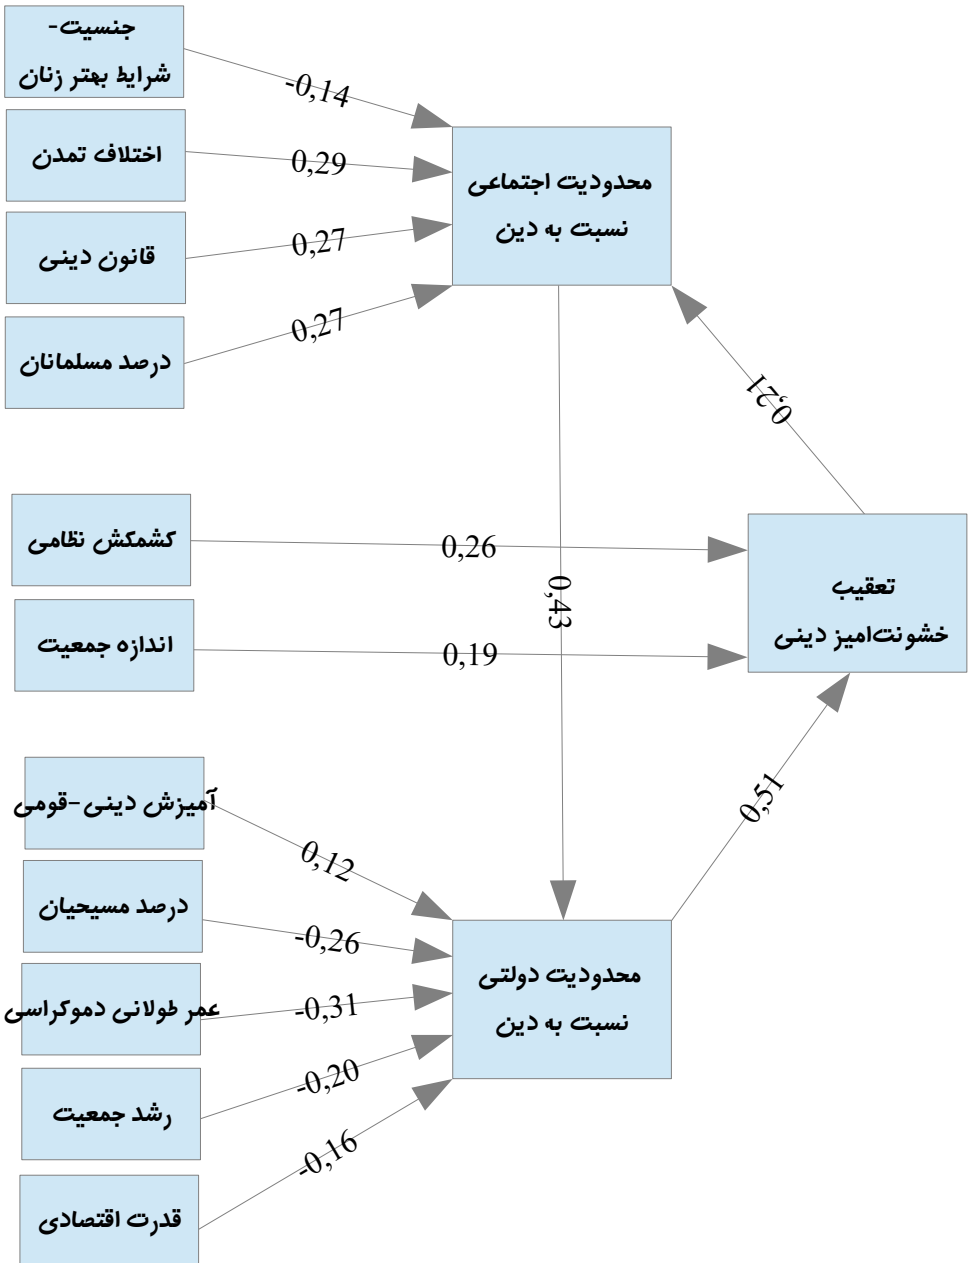 جنسیت-
شرایط بهتر زنان
-0,14
اختلاف تمدن
0,29
قانون دینی
0,27
درصد مسلمانان
0,27
محدودیت اجتماعی
نسبت به دین
0,21
کشمکش نظامی
0,26
اندازه جمعیت
0,19
0,43
تعقیب
خشونت‌امیز دینی
0,51
آمیزش دینی-قومی
0,12
درصد مسیحیان
-0,26
عمر طولانی دموکراسی
-0,31
رشد جمعیت
-0,20
قدرت اقتصادی
-0,16
محدودیت دولتی
نسبت به دین